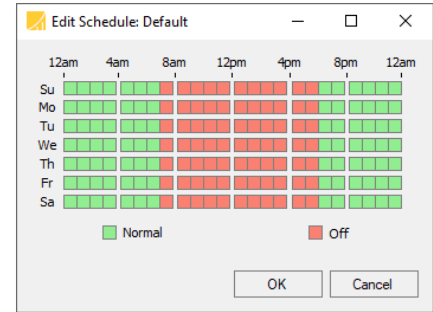 Edit Schedule: Default
12am 4am 8am 12pm 4pm 8pm 12am
Su
Mo
Tu
We
Th
Fr
Sa
Normal Off
OK Cancel